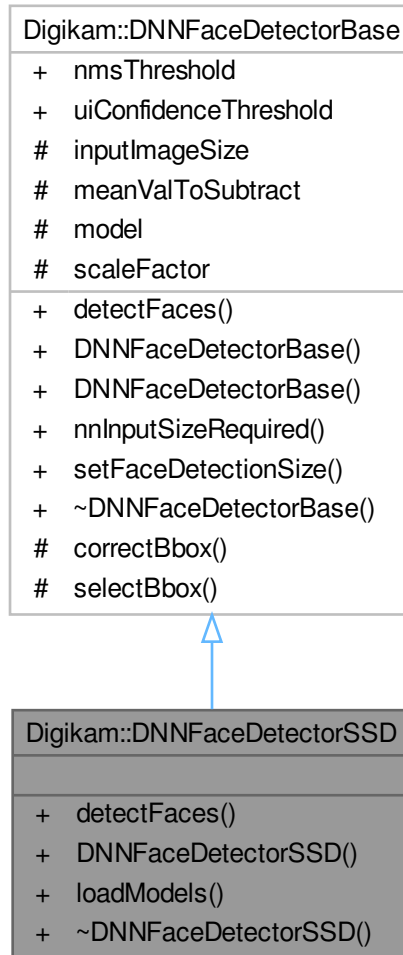 Digikam::DNNFaceDetectorBase
+ nmsThreshold
+ uiConfidenceThreshold
# inputImageSize
# meanValToSubtract
# model
# scaleFactor
+ detectFaces()
+ DNNFaceDetectorBase()
+ DNNFaceDetectorBase()
+ nnInputSizeRequired()
+ setFaceDetectionSize()
+ ~DNNFaceDetectorBase()
# correctBbox()
# selectBbox()
Digikam::DNNFaceDetectorSSD
+ detectFaces()
+ DNNFaceDetectorSSD()
+ loadModels()
+ ~DNNFaceDetectorSSD()